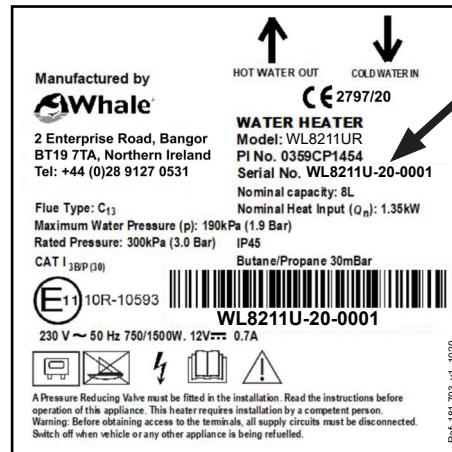 HOT WATER OUT
COLD WATER IN
Manufactured by
Whale
CE 2797/20
2 Enterprise Road, Bangor
BT19 7TA, Northern Ireland
Tel: +44 (0)28 9127 0531
WATER HEATER
Model: WL8211UR
PI No. 0359CP1454
Serial No. WL8211U-20-0001
Nominal capacity: 8L
Flue Type: C13
Nominal Heat Input (Qn): 1.35kW
Maximum Water Pressure (p): 190kPa (1.9 Bar)
Rated Pressure: 300kPa (3.0 Bar) IP45
CAT I 3B/P (30)
Butane/Propane 30mBar
E11 10R-10593
WL8211U-20-0001
230 V ~ 50 Hz 750/1500W. 12V⎓ 0.7A
A Pressure Reducing Valve must be fitted in the installation. Read the instructions before
operation of this appliance. This heater requires installation by a competent person.
Warning: Before obtaining access to the terminals, all supply circuits must be disconnected.
Switch off when vehicle or any other appliance is being refuelled.